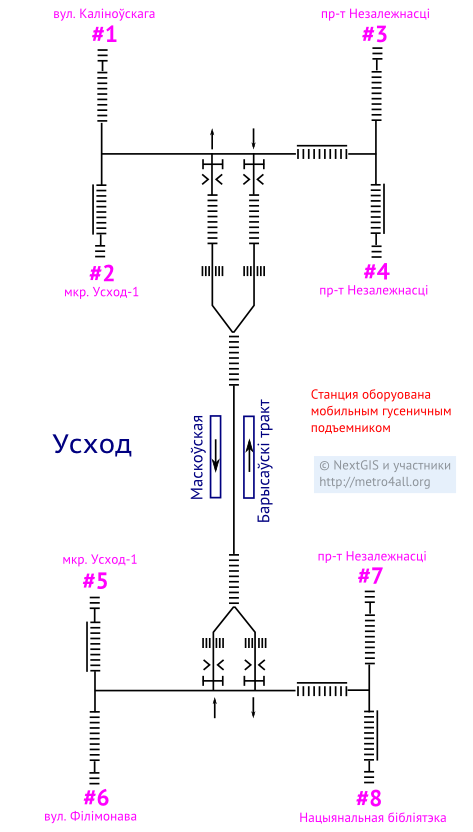 вул. Каліноўскага
#1
пр-т Незалежнасці
#3
#2
мкр. Усход-1
#4
пр-т Незалежнасці
Усход
Маскоўская
Барысаўскі тракт
Станция оборуована
мобильным гусеничным
подъемником
© NextGIS и участники
http://metro4all.org
мкр. Усход-1
#5
пр-т Незалежнасці
#7
#6
вул. Філімонава
#8
Нацыянальная бібліятэка